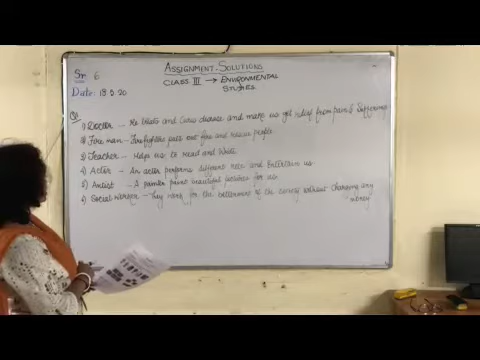 Sr 6
ASSIGNMENT SOLUTIONS
CLASS III → ENVIRONMENTAL
STUDIES
Date: 18.5.20
Q.
1) Doctor - He treats and cures disease and make us get relief from pain & Sufferings
2) Fire man - Firefighters puts out fire and rescue people
3) Teacher - Helps us to Read and Write
4) Actor - An actor performs different role and Entertain us.
5) Artist - A painter paints beautiful pictures for us
6) Social worker - They work for the betterment of the society without charging any
money